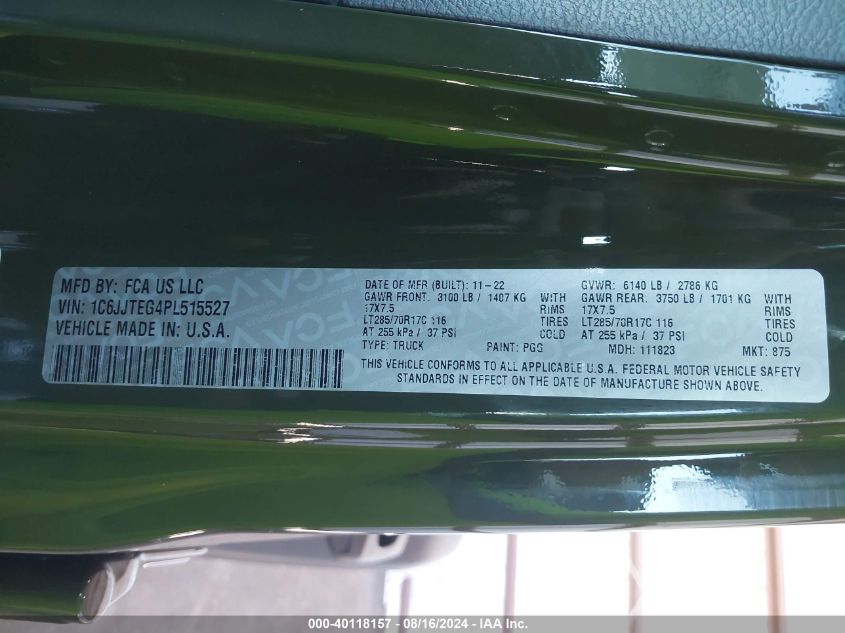 MFD BY: FCA US LLC
VIN: 1C6JJTEG4PL515527
VEHICLE MADE IN: U.S.A.
DATE OF MFR (BUILT): 11-22
GAWR FRONT: 3100 LB / 1407 KG WITH
17X7.5 RIMS
LT285/70R17C 116 TIRES
AT 255 kPa / 37 PSI COLD
TYPE: TRUCK PAINT: PGG
GVWR: 6140 LB / 2786 KG
GAWR REAR: 3750 LB / 1701 KG WITH
17X7.5 RIMS
LT285/70R17C 116 TIRES
AT 255 kPa / 37 PSI COLD
MDH: 111823 MKT: 875
THIS VEHICLE CONFORMS TO ALL APPLICABLE U.S.A. FEDERAL MOTOR VEHICLE SAFETY
STANDARDS IN EFFECT ON THE DATE OF MANUFACTURE SHOWN ABOVE.
000-40118157 - 08/16/2024 - IAA Inc.